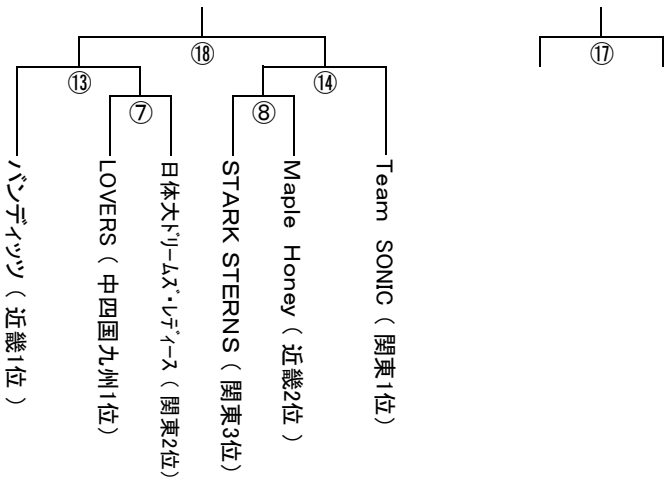 ⑱
⑰
⑬
⑭
⑦
⑧
バンディッツ（近畿1位）
LOVERS（中四国九州1位）
日体大ﾄﾞﾘｰﾑｽﾞ・ﾚﾃﾞｨｰｽ（関東2位）
STARK STERNS（関東3位）
Maple Honey（近畿2位）
Team SONIC（関東1位）